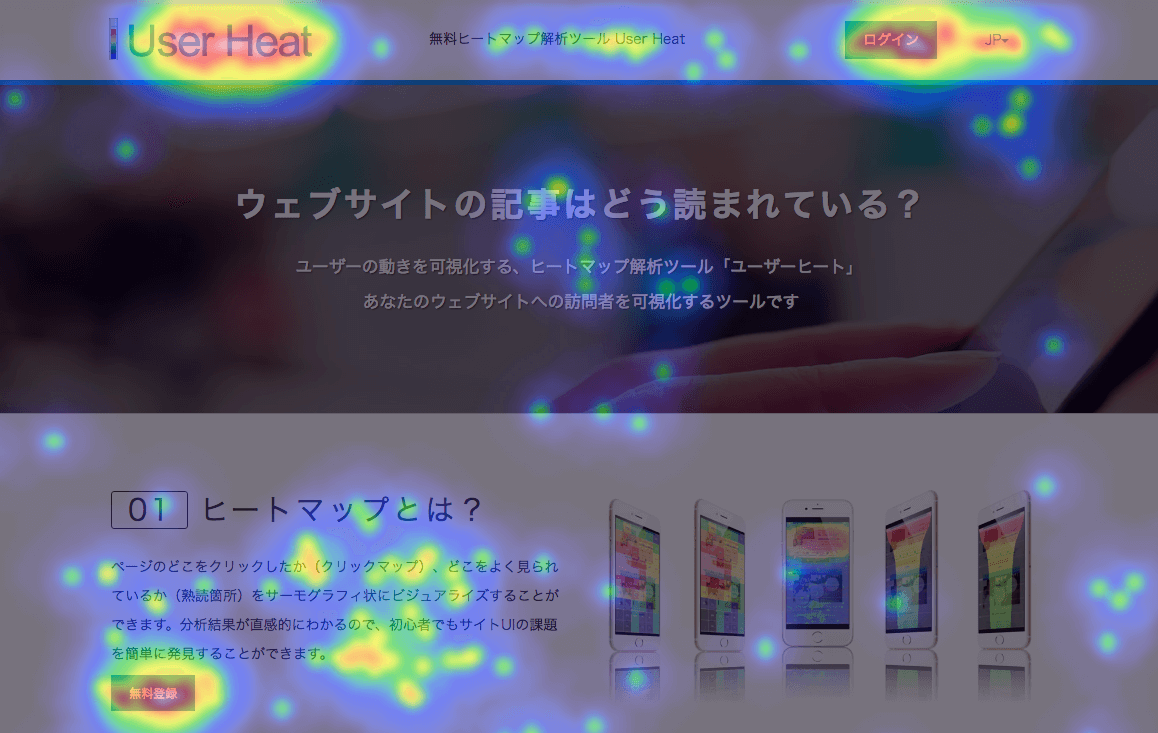 User Heat
無料ヒートマップ解析ツール User Heat
ログイン
JP
ウェブサイトの記事はどう読まれている？
ユーザーの動きを可視化する、ヒートマップ解析ツール「ユーザーヒート」
あなたのウェブサイトへの訪問者を可視化するツールです
01 ヒートマップとは？
ページのどこをクリックしたか（クリックマップ）、どこをよく見られ
ているか（熟読箇所）をサーモグラフィ状にビジュアライズすることが
できます。分析結果が直感的にわかるので、初心者でもサイトUIの課題
を簡単に発見することができます。
無料登録